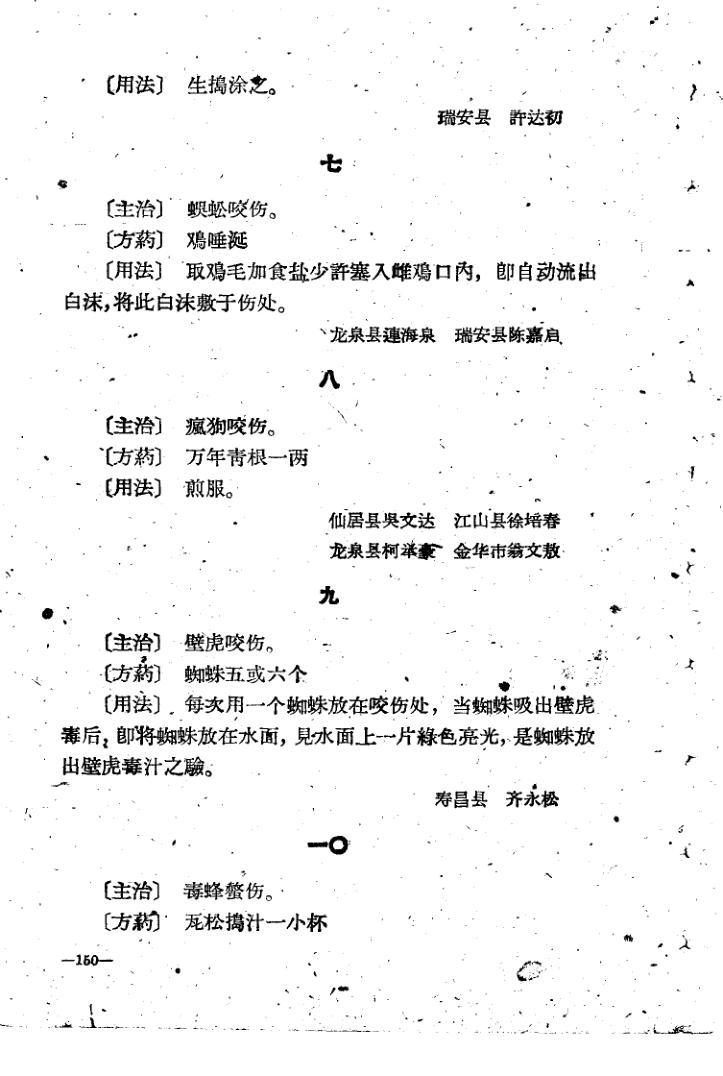 〔用法〕 生搗涂之。
瑞安县 許达初
七
〔主治〕 蜈蚣咬伤。
〔方葯〕 鴻唾涎
〔用法〕 取鸡毛加食盐少許塞入雌鸡口內，卽自动流出
白沫，将此白沫敷于伤处。
龙泉县連海泉 瑞安县陈嘉启
八
〔主治〕 瘋狗咬伤。
〔方葯〕 万年青根一两
〔用法〕 煎服。
仙居县吳文达 江山县徐培春
龙泉县柯举豪 金华市翁文敖
九
〔主治〕 壁虎咬伤。
〔方葯〕 蜘蛛五或六个
〔用法〕 每次用一个蜘蛛放在咬伤处，当蜘蛛吸出壁虎
毒后，卽将蜘蛛放在水面，見水面上一片綠色亮光，是蜘蛛放
出壁虎毒汁之驗。
寿昌县 齐永松
一〇
〔主治〕 毒蜂螫伤。
〔方葯〕 瓦松搗汁一小杯
—150—